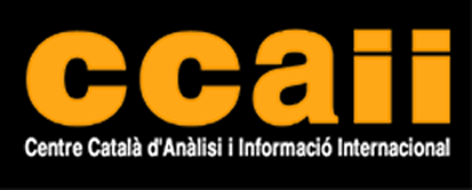 ccaii
Centre Català d'Anàlisi i Informació Internacional